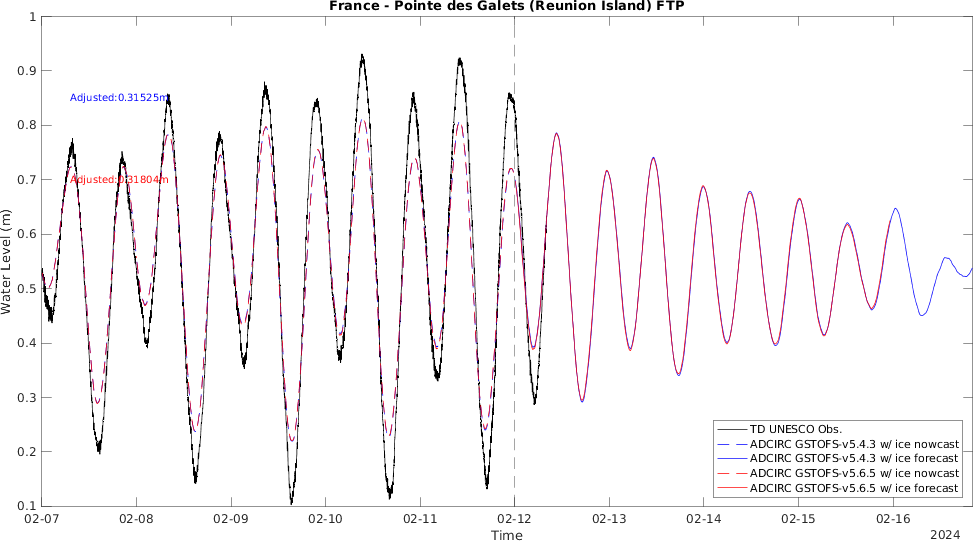 France - Pointe des Galets (Reunion Island) FTP
1
0.9
0.8
0.7
0.6
0.5
0.4
0.3
0.2
0.1
Water Level (m)
Adjusted:0.31525m
Adjusted:0.31804m
TD UNESCO Obs.
ADCIRC GSTOFS-v5.4.3 w/ ice nowcast
ADCIRC GSTOFS-v5.4.3 w/ ice forecast
ADCIRC GSTOFS-v5.6.5 w/ ice nowcast
ADCIRC GSTOFS-v5.6.5 w/ ice forecast
02-07 02-08 02-09 02-10 02-11 02-12 02-13 02-14 02-15 02-16
Time
2024